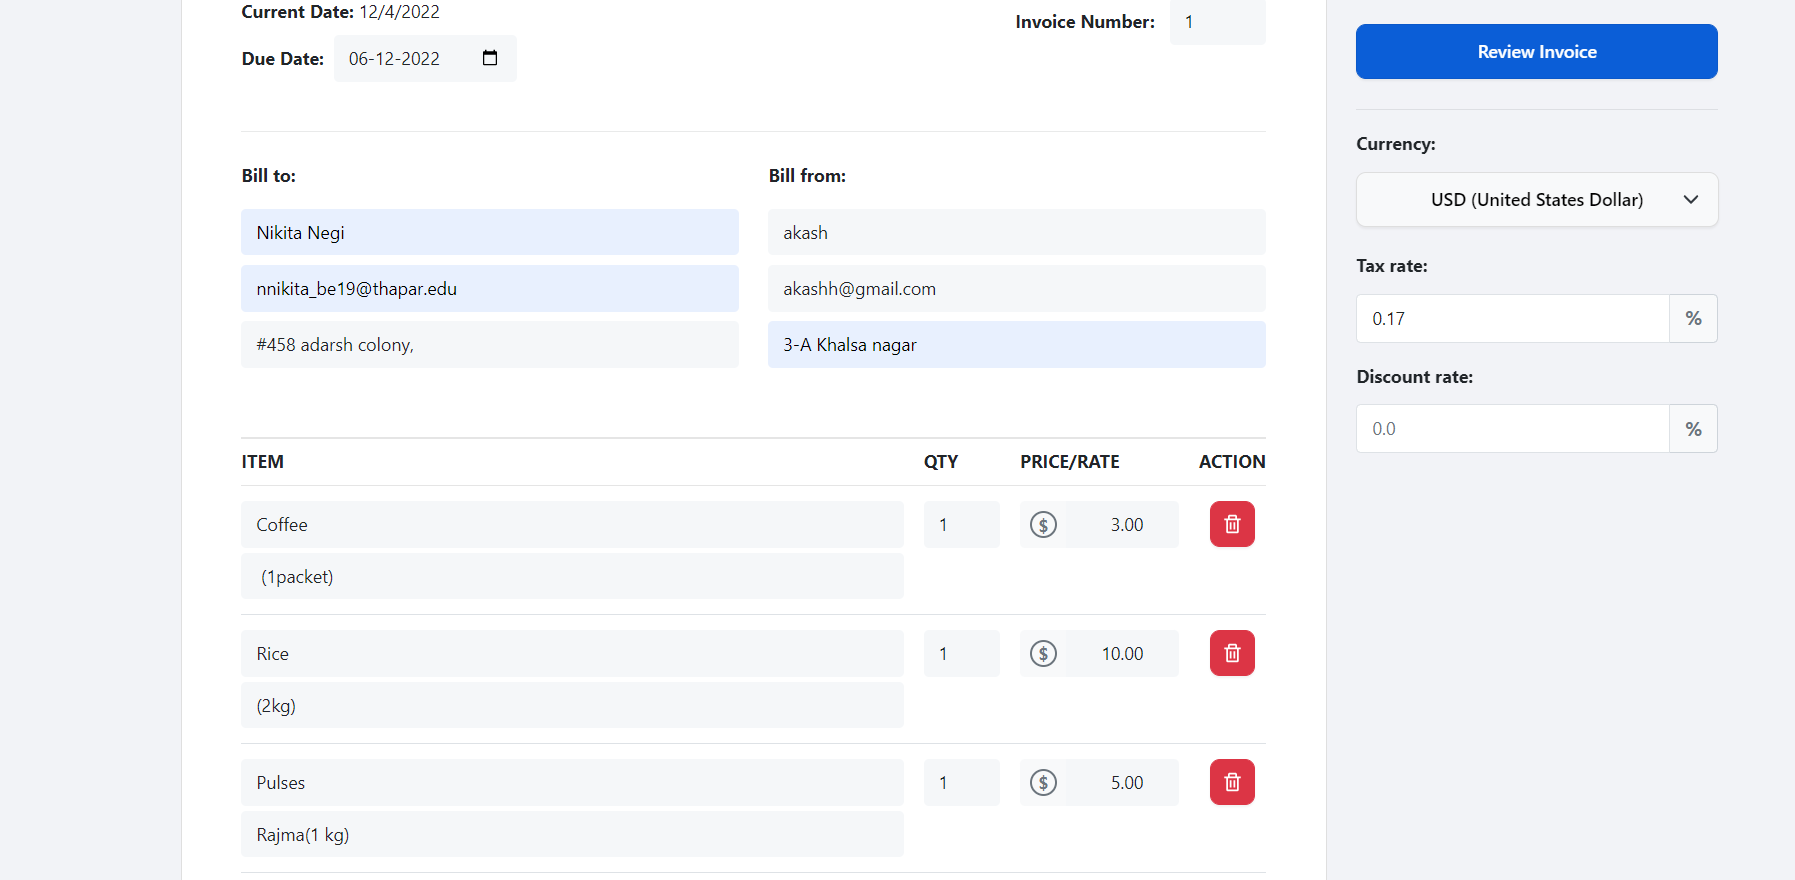 Current Date: 12/4/2022
Invoice Number: 1
Due Date: 06-12-2022
Bill to:
Nikita Negi
nnikita_be19@thapar.edu
#458 adarsh colony,
Bill from:
akash
akashh@gmail.com
3-A Khalsa nagar
ITEM QTY PRICE/RATE ACTION
Coffee 1 $ 3.00
(1packet)
Rice 1 $ 10.00
(2kg)
Pulses 1 $ 5.00
Rajma(1 kg)
Review Invoice
Currency:
USD (United States Dollar)
Tax rate:
0.17 %
Discount rate:
0.0 %